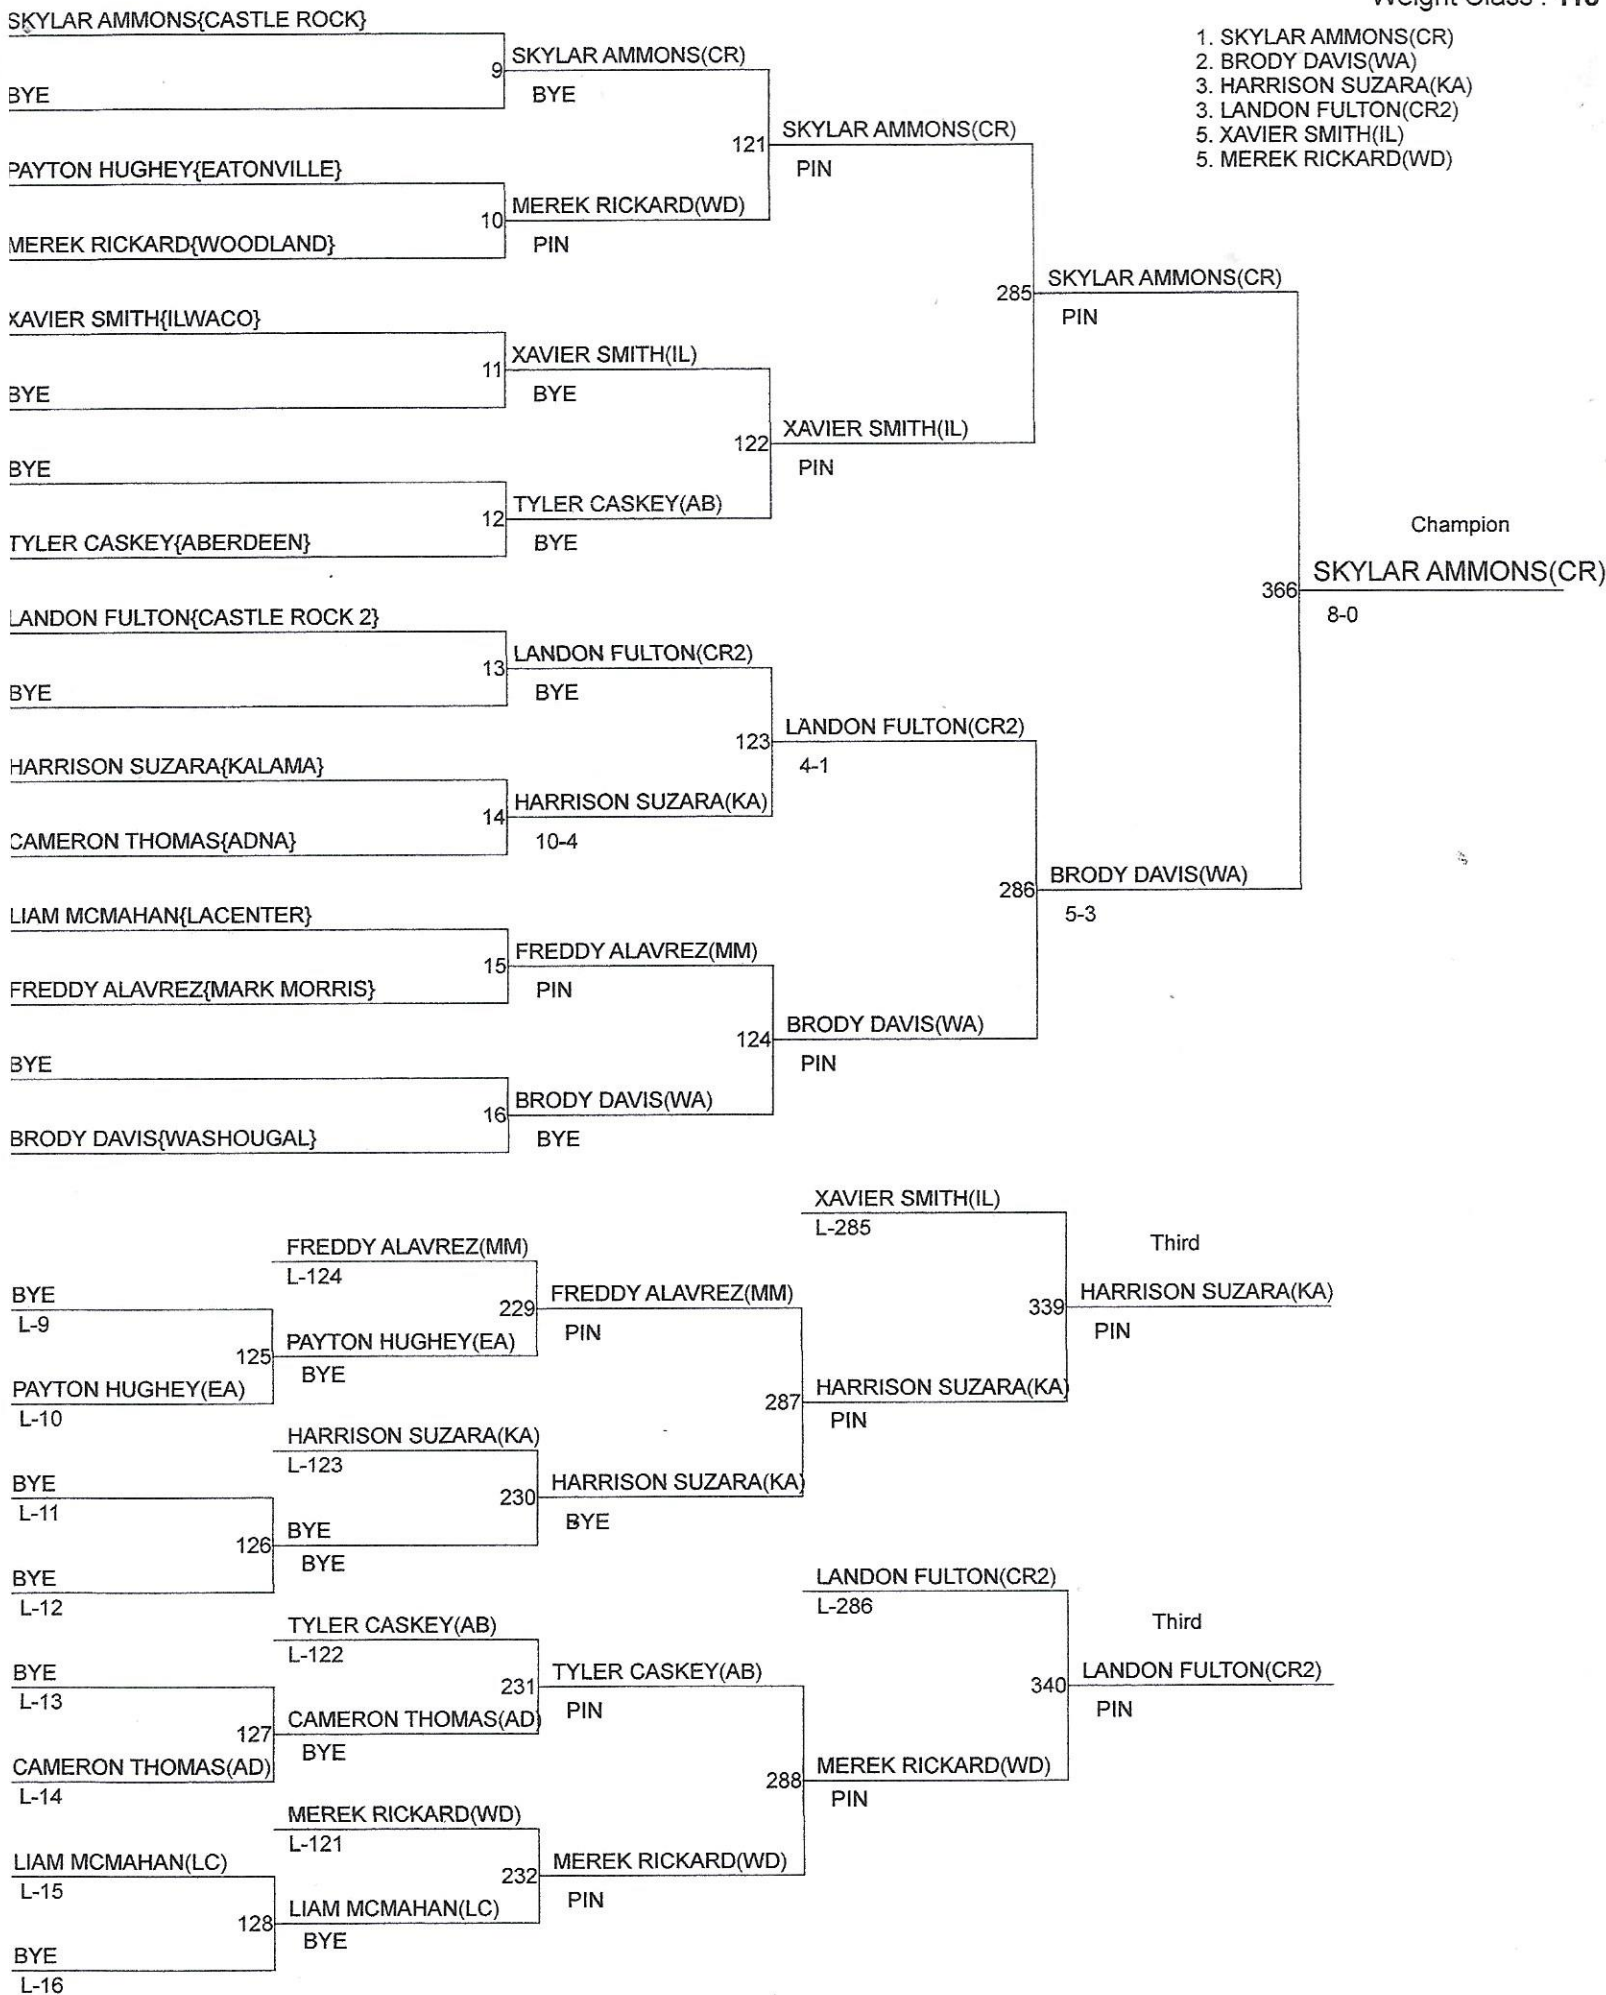 Weight Class :
1. SKYLAR AMMONS(CR)
2. BRODY DAVIS(WA)
3. HARRISON SUZARA(KA)
3. LANDON FULTON(CR2)
5. XAVIER SMITH(IL)
5. MEREK RICKARD(WD)
SKYLAR AMMONS{CASTLE ROCK}
9 SKYLAR AMMONS(CR)
BYE
BYE
121 SKYLAR AMMONS(CR)
PIN
PAYTON HUGHEY{EATONVILLE}
10 MEREK RICKARD(WD)
PIN
MEREK RICKARD{WOODLAND}
285 SKYLAR AMMONS(CR)
PIN
XAVIER SMITH{ILWACO}
11 XAVIER SMITH(IL)
BYE
BYE
122 XAVIER SMITH(IL)
PIN
BYE
12 TYLER CASKEY(AB)
BYE
TYLER CASKEY{ABERDEEN}
Champion
366 SKYLAR AMMONS(CR)
8-0
LANDON FULTON{CASTLE ROCK 2}
13 LANDON FULTON(CR2)
BYE
BYE
123 LANDON FULTON(CR2)
4-1
HARRISON SUZARA{KALAMA}
14 HARRISON SUZARA(KA)
10-4
CAMERON THOMAS{ADNA}
286 BRODY DAVIS(WA)
5-3
LIAM MCMAHAN{LACENTER}
15 FREDDY ALAVREZ(MM)
PIN
FREDDY ALAVREZ{MARK MORRIS}
124 BRODY DAVIS(WA)
PIN
BYE
16 BRODY DAVIS(WA)
BYE
BRODY DAVIS{WASHOUGAL}
XAVIER SMITH(IL)
L-285
Third
339 HARRISON SUZARA(KA)
PIN
FREDDY ALAVREZ(MM)
L-124
229 FREDDY ALAVREZ(MM)
PIN
BYE
L-9
125 PAYTON HUGHEY(EA)
BYE
PAYTON HUGHEY(EA)
L-10
287 HARRISON SUZARA(KA)
PIN
HARRISON SUZARA(KA)
L-123
230 HARRISON SUZARA(KA)
BYE
BYE
L-11
126 BYE
BYE
BYE
L-12
LANDON FULTON(CR2)
L-286
Third
340 LANDON FULTON(CR2)
PIN
TYLER CASKEY(AB)
L-122
231 TYLER CASKEY(AB)
PIN
BYE
L-13
127 CAMERON THOMAS(AD)
BYE
CAMERON THOMAS(AD)
L-14
288 MEREK RICKARD(WD)
PIN
MEREK RICKARD(WD)
L-121
232 MEREK RICKARD(WD)
PIN
LIAM MCMAHAN(LC)
L-15
128 LIAM MCMAHAN(LC)
BYE
BYE
L-16